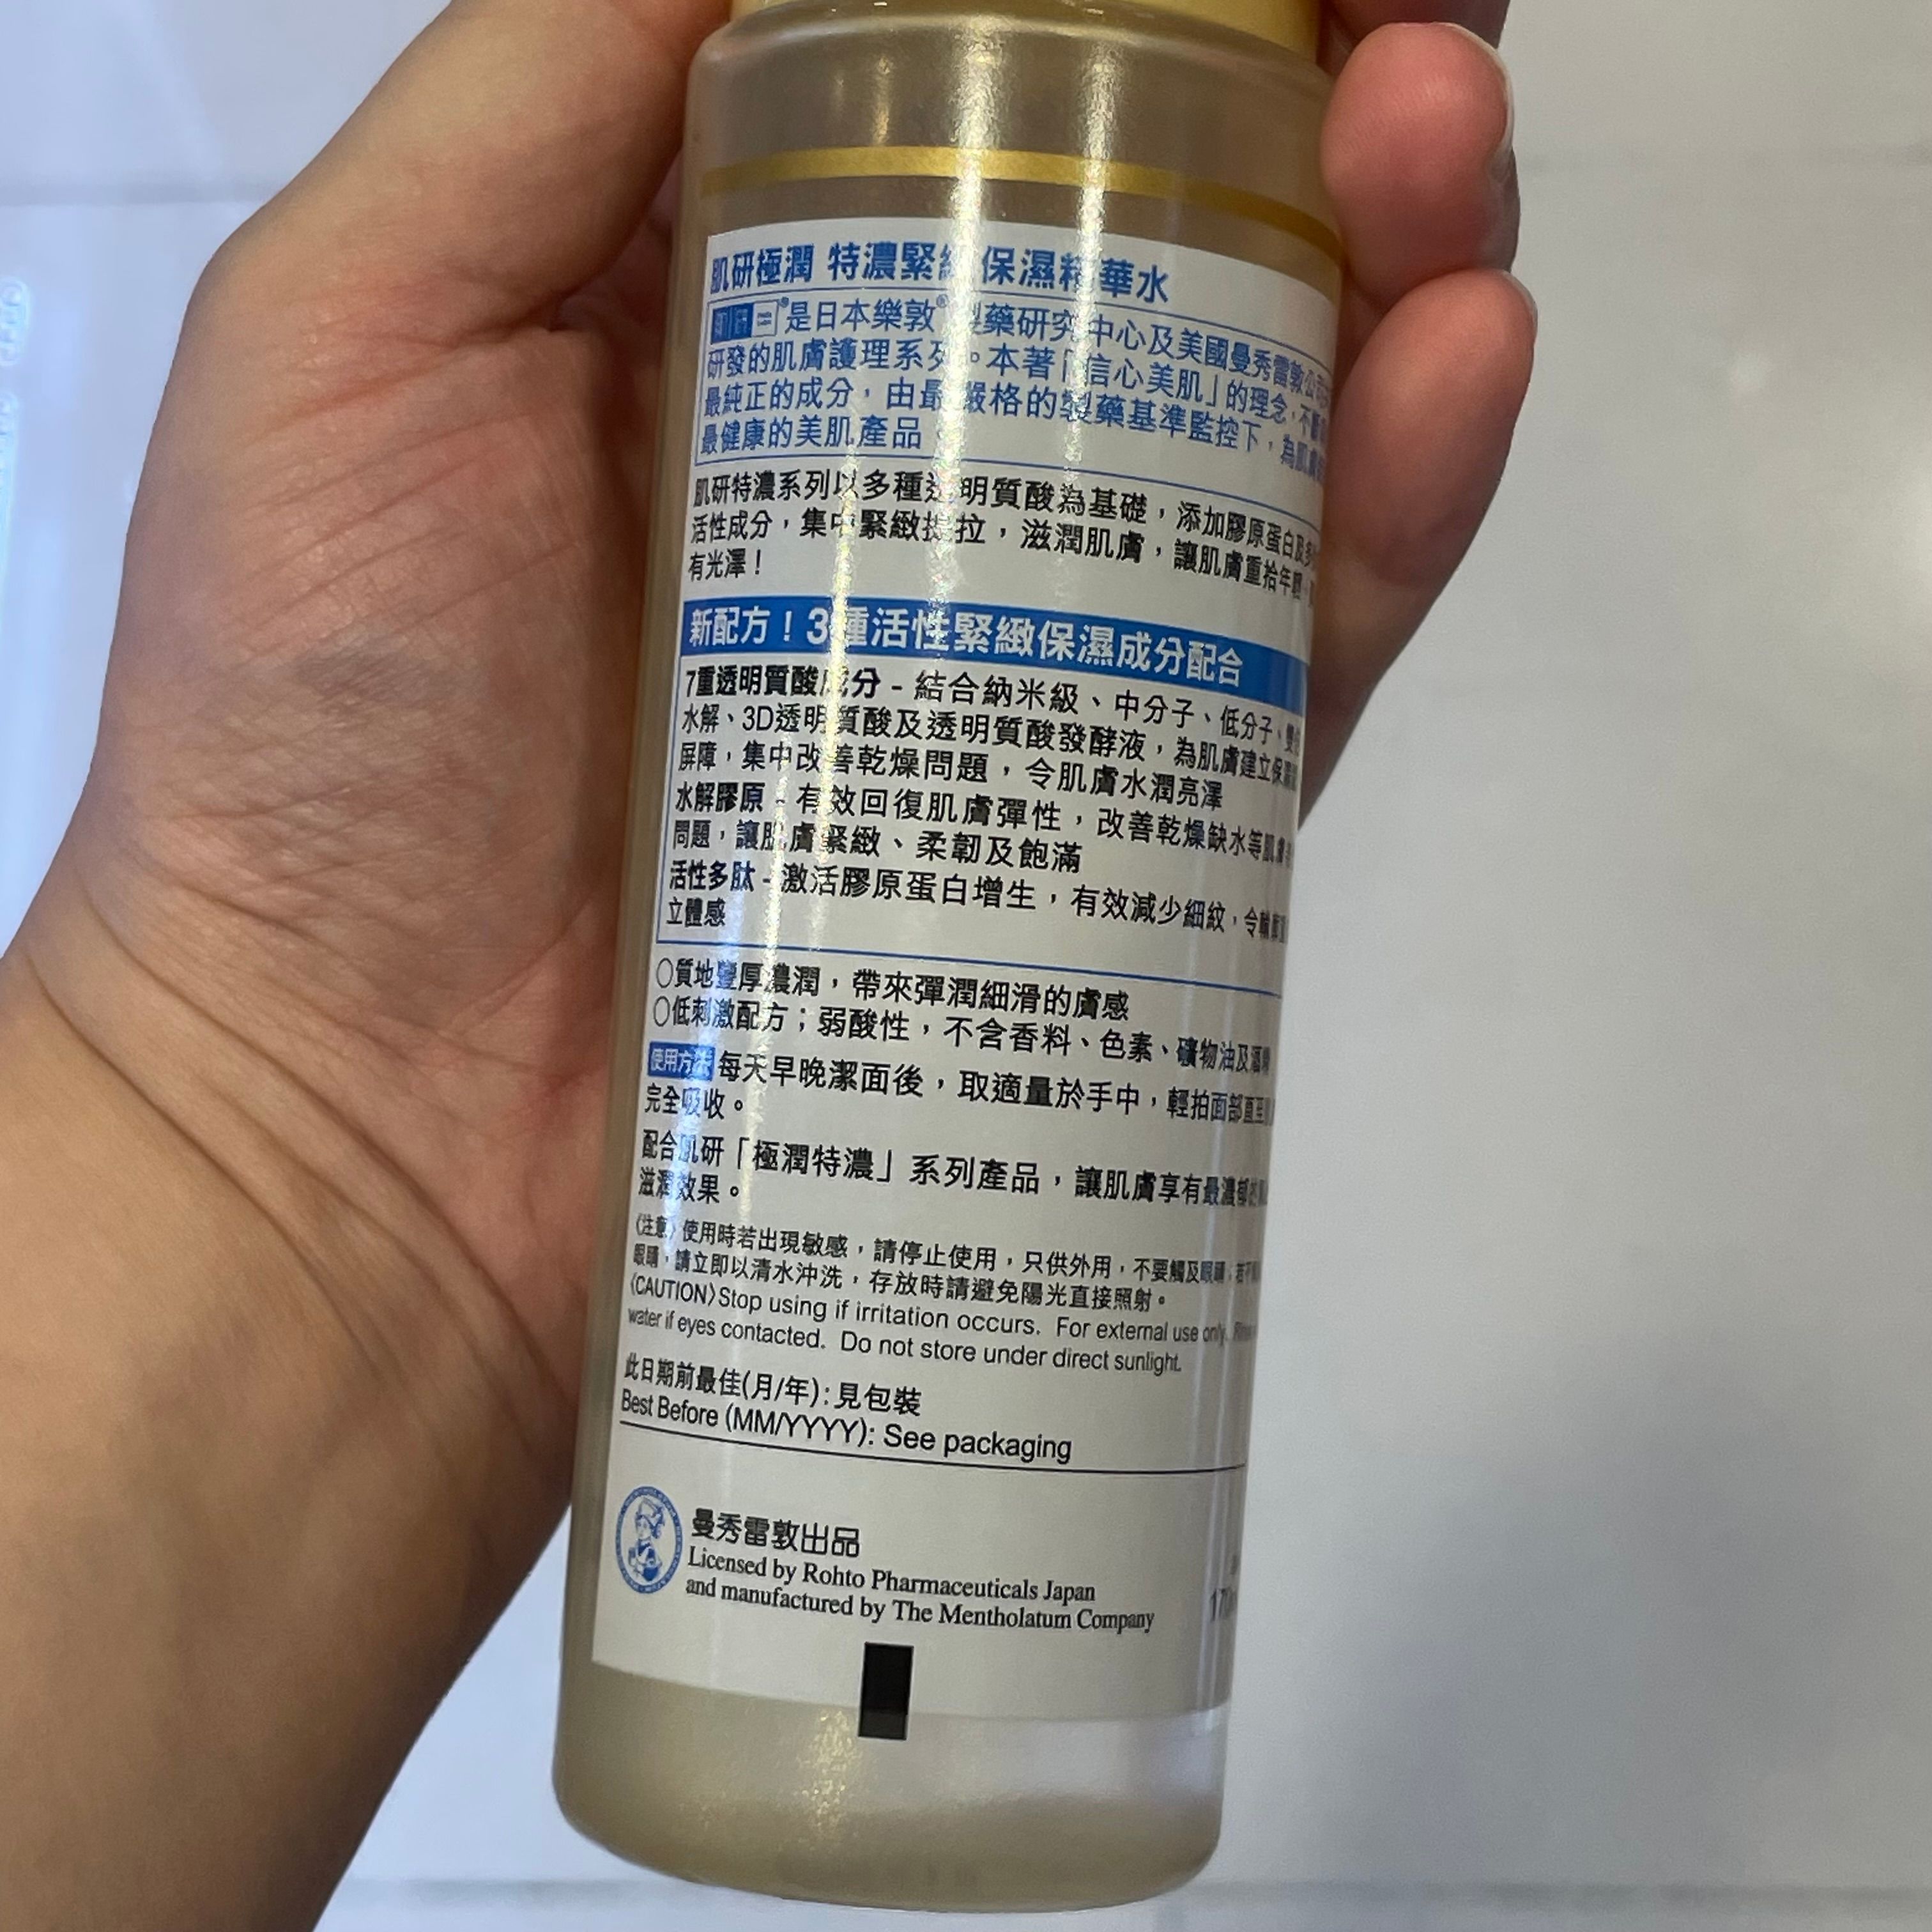 肌研極潤 特濃緊緻保濕精華水
肌研® 是日本樂敦®製藥研究中心及美國曼秀雷敦公司
研發的肌膚護理系列。本著「信心美肌」的理念，不斷
最純正的成分，由最嚴格的製藥基準監控下，為肌膚
最健康的美肌產品。
肌研特濃系列以多種透明質酸為基礎，添加膠原蛋白及多
活性成分，集中緊緻提拉，滋潤肌膚，讓肌膚重拾年輕、
有光澤！
新配方！3種活性緊緻保濕成分配合
7重透明質酸成分 - 結合納米級、中分子、低分子、
水解、3D透明質酸及透明質酸發酵液，為肌膚建立保濕
屏障，集中改善乾燥問題，令肌膚水潤亮澤
水解膠原 - 有效回復肌膚彈性，改善乾燥缺水等肌膚
問題，讓肌膚緊緻、柔韌及飽滿
活性多肽 - 激活膠原蛋白增生，有效減少細紋，令輪廓
立體感
○質地豐厚濃潤，帶來彈潤細滑的膚感
○低刺激配方；弱酸性，不含香料、色素、礦物油及酒精
使用方法 每天早晚潔面後，取適量於手中，輕拍面部直至
完全吸收。
配合肌研「極潤特濃」系列產品，讓肌膚享有最濃郁的
滋潤效果。
〈注意〉使用時若出現敏感，請停止使用，只供外用，不要觸及眼睛，若不
眼睛，請立即以清水沖洗，存放時請避免陽光直接照射。
〈CAUTION〉Stop using if irritation occurs. For external use only.
water if eyes contacted. Do not store under direct sunlight.
此日期前最佳(月/年)：見包裝
Best Before (MM/YYYY): See packaging
曼秀雷敦出品
Licensed by Rohto Pharmaceuticals Japan
and manufactured by The Mentholatum Company